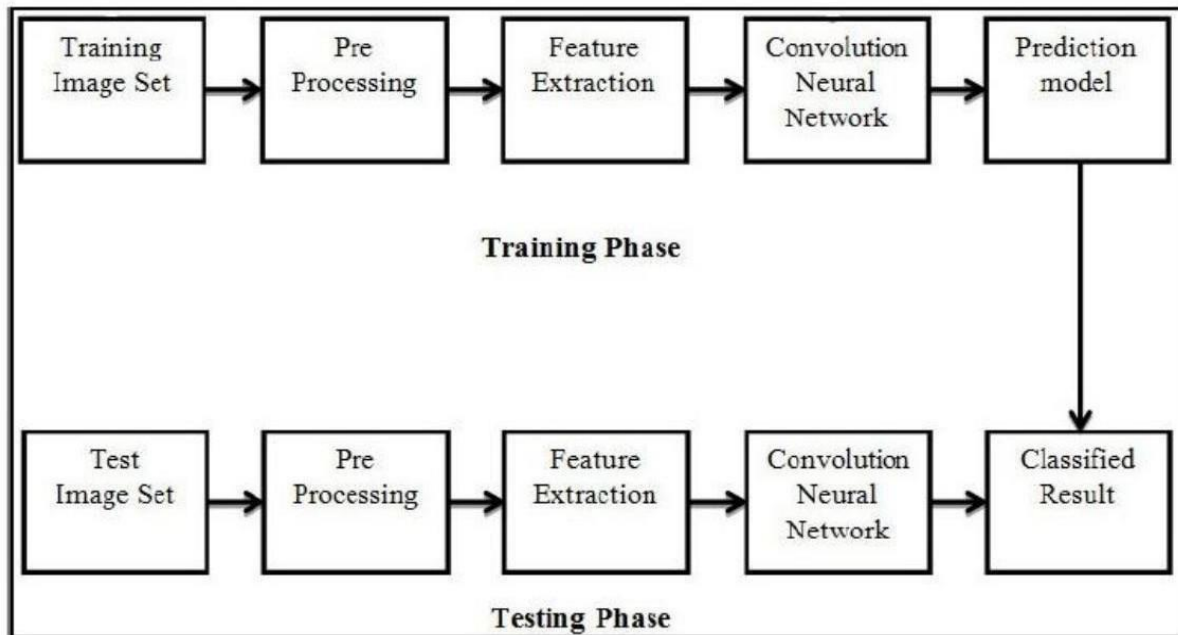 Training
Image Set
Pre
Processing
Feature
Extraction
Convolution
Neural
Network
Prediction
model
Training Phase
Test
Image Set
Pre
Processing
Feature
Extraction
Convolution
Neural
Network
Classified
Result
Testing Phase